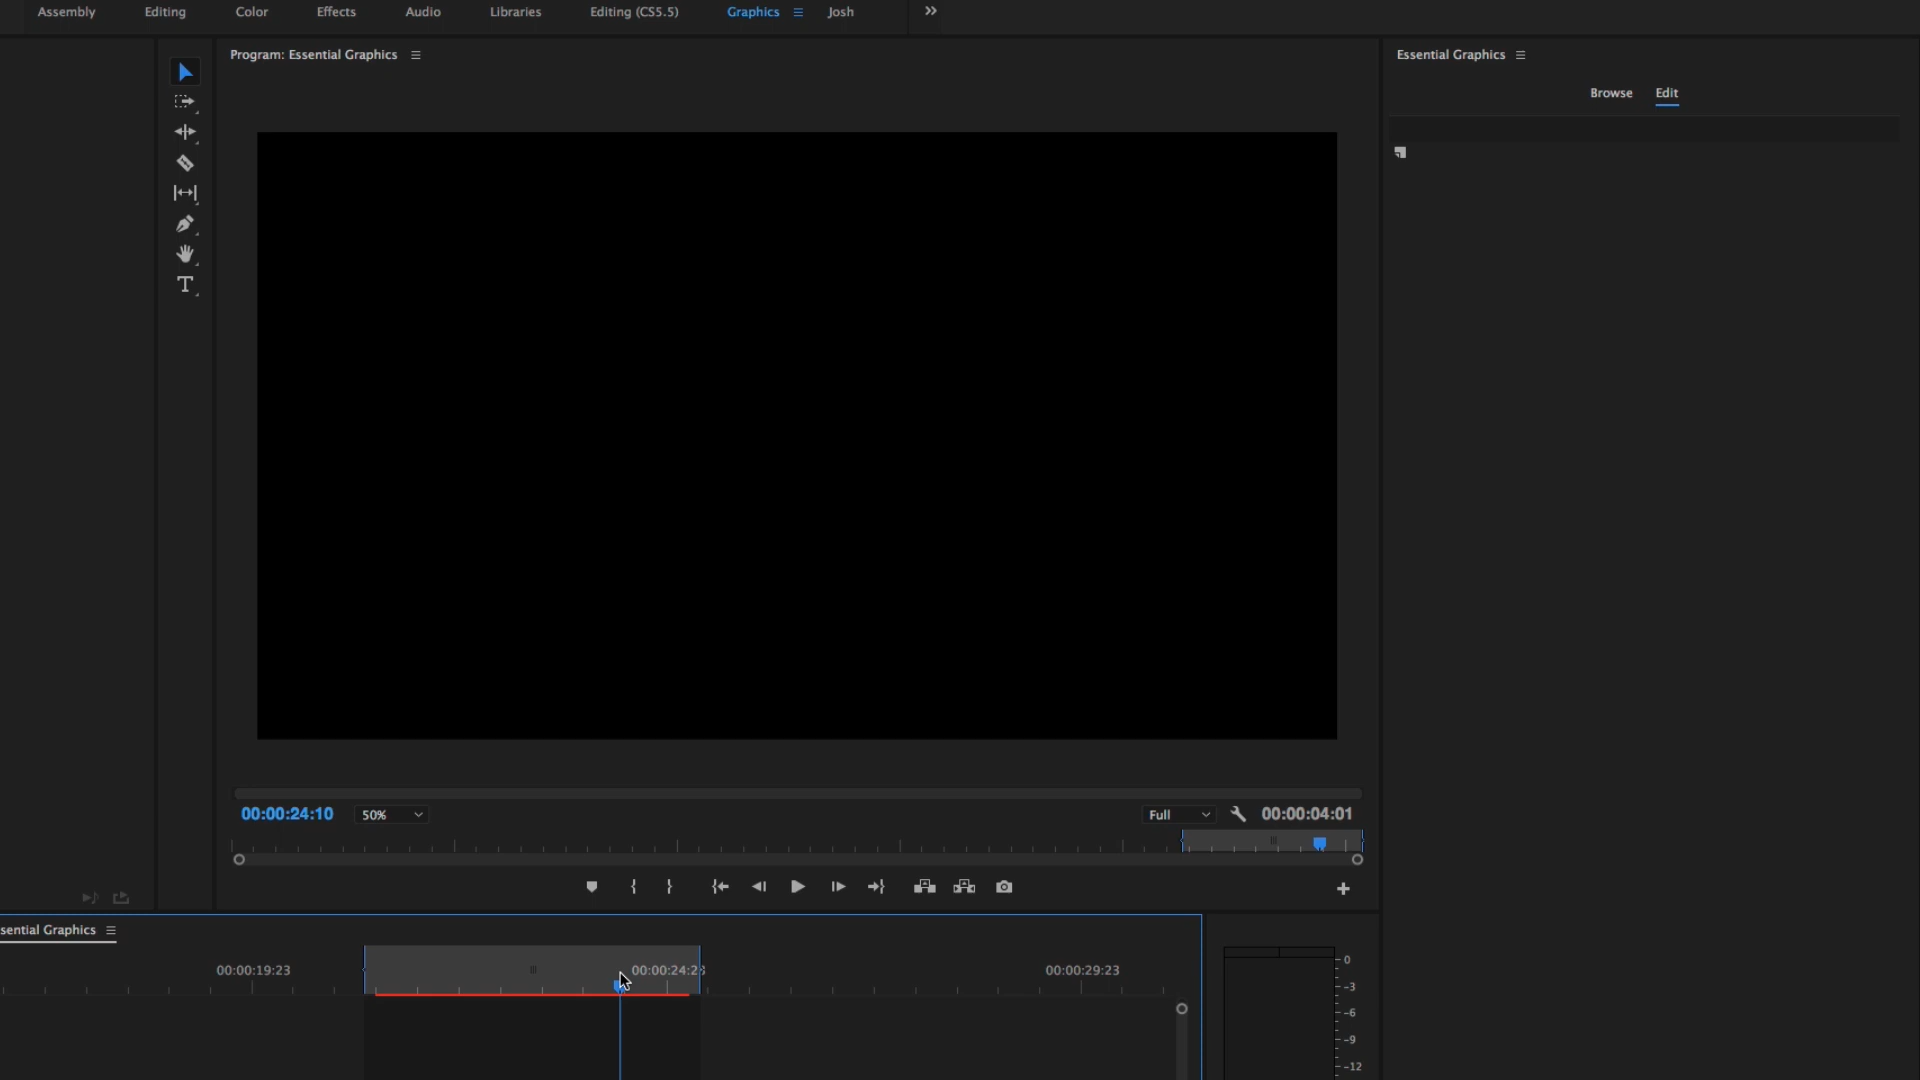 Assembly Editing Color Effects Audio Libraries Editing (CS5.5) Graphics Josh
Program: Essential Graphics
Essential Graphics
Browse Edit
00:00:24:10 50% Full 00:00:04:01
sential Graphics
00:00:19:23 00:00:24:23 00:00:29:23
0
-3
-6
-9
-12